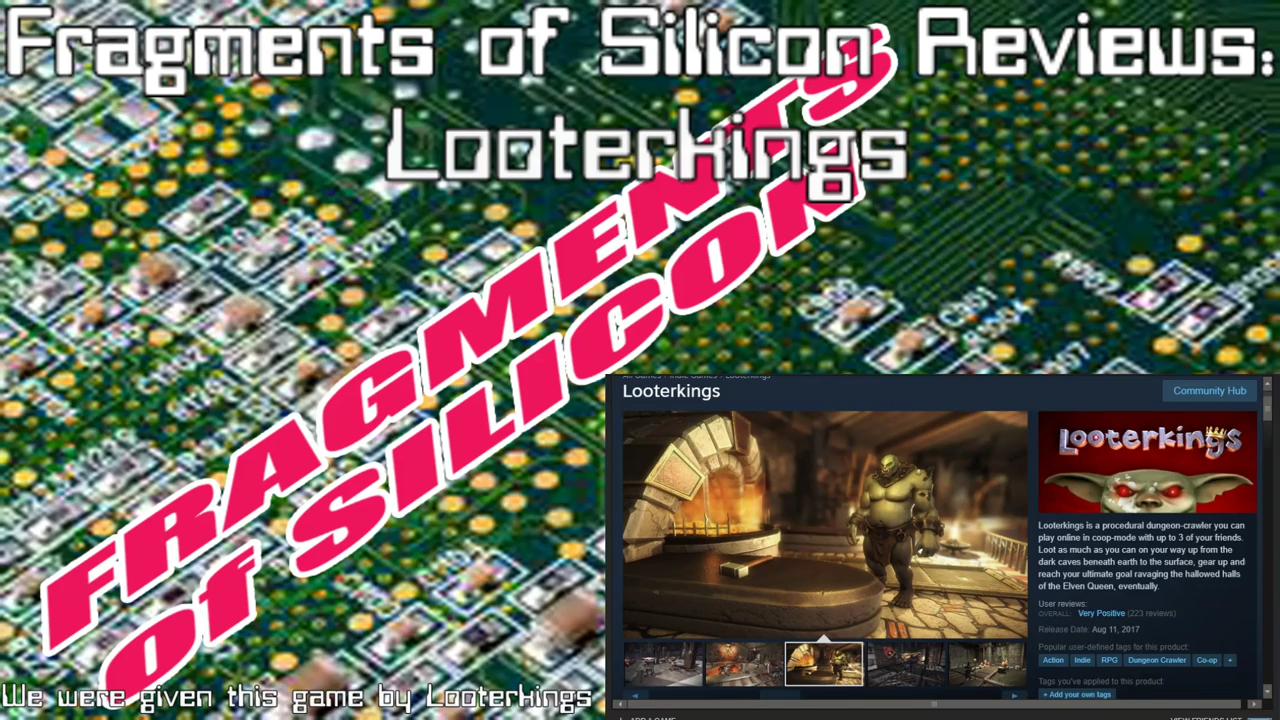 Fragments of Silicon Reviews:
Looterkings
FRAGMENTS
of SILICON
Looterkings
Community Hub
Looterkings
Looterkings is a procedural dungeon-crawler you can
play online in coop-mode with up to 3 of your friends.
Loot as much as you can on your way up from the
dark caves beneath earth to the surface, gear up and
reach your ultimate goal ravaging the hallowed halls
of the Elven Queen, eventually.
User reviews:
OVERALL: Very Positive (223 reviews)
Release Date: Aug 11, 2017
Popular user-defined tags for this product:
Action Indie RPG Dungeon Crawler Co-op +
Tags you've applied to this product:
+ Add your own tags
We were given this game by Looterkings